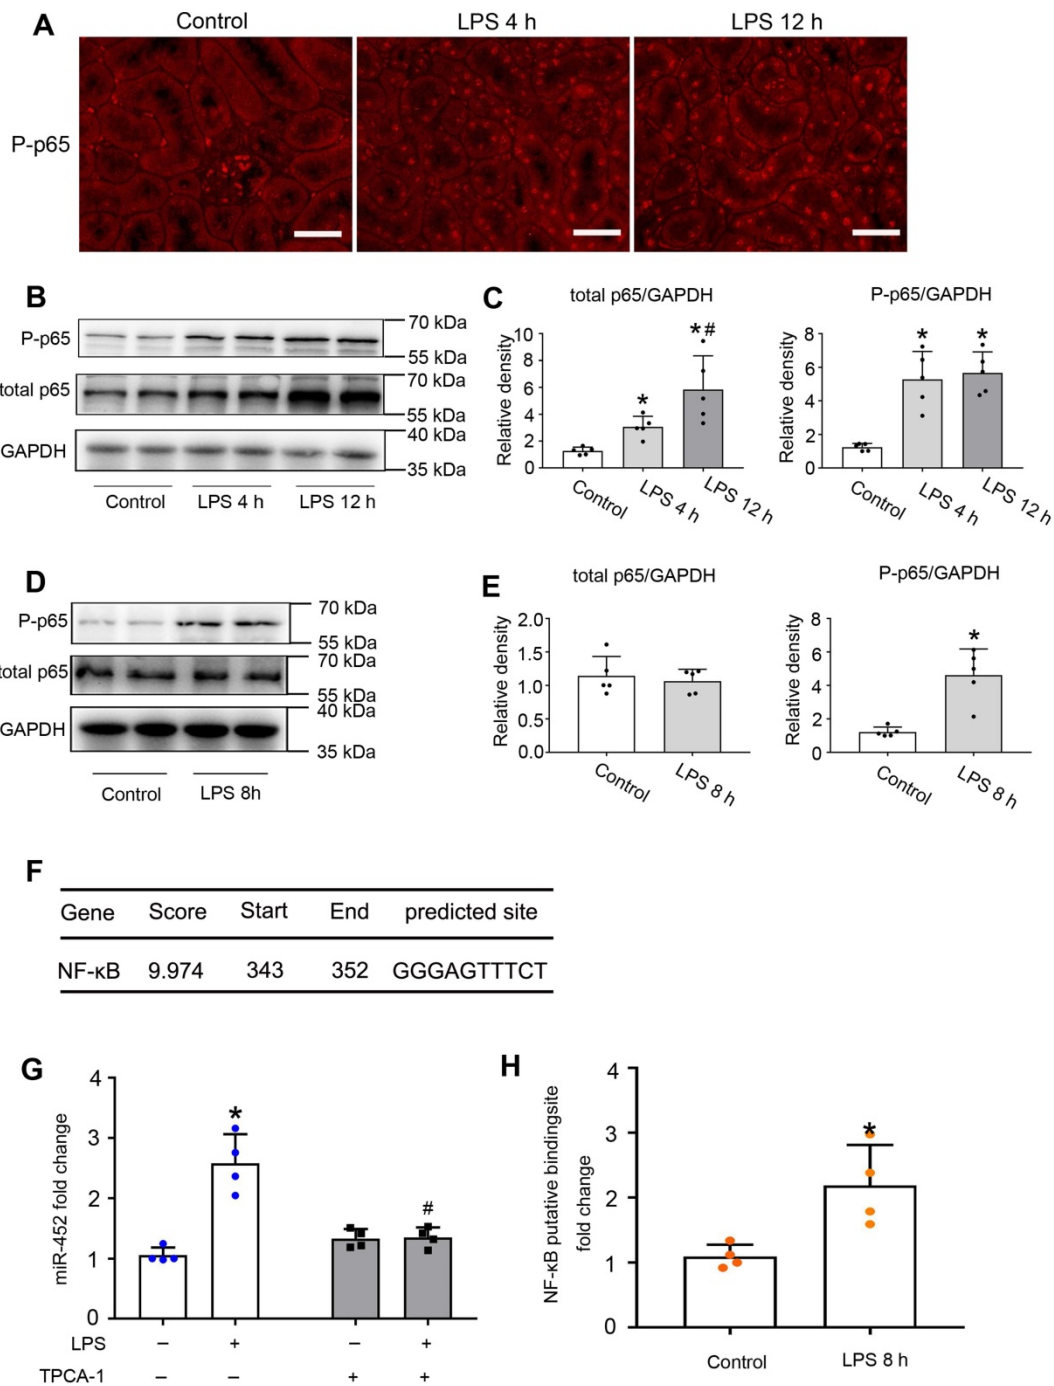 A
Control
LPS 4 h
LPS 12 h
P-p65
B
P-p65
total p65
GAPDH
70 kDa
55 kDa
70 kDa
55 kDa
40 kDa
35 kDa
Control
LPS 4 h
LPS 12 h
C
total p65/GAPDH
Relative density
10
8
6
4
2
0
*
*#
Control
LPS 4 h
LPS 12 h
P-p65/GAPDH
Relative density
8
6
4
2
0
*
*
Control
LPS 4 h
LPS 12 h
D
P-p65
total p65
GAPDH
70 kDa
55 kDa
70 kDa
55 kDa
40 kDa
35 kDa
Control
LPS 8h
E
total p65/GAPDH
Relative density
2.0
1.5
1.0
0.5
0.0
Control
LPS 8 h
P-p65/GAPDH
Relative density
8
6
4
2
0
*
Control
LPS 8 h
F
Gene Score Start End predicted site
NF-κB 9.974 343 352 GGGAGTTTCT
G
miR-452 fold change
4
3
2
1
0
*
#
LPS – + – +
TPCA-1 – – + +
H
NF-κB putative bindingsite
fold change
4
3
2
1
0
*
Control
LPS 8 h